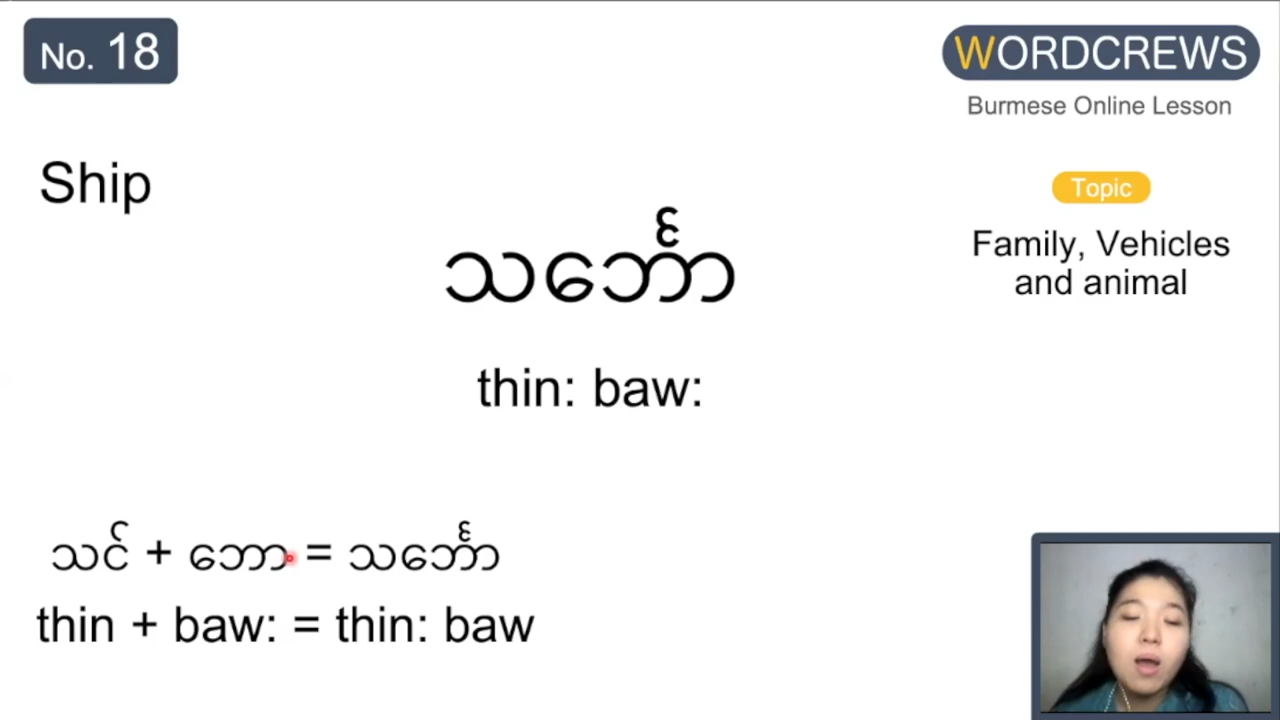 No. 18
WORDCREWS
Burmese Online Lesson
Ship
Topic
Family, Vehicles
and animal
သင်္ဘော
thin: baw:
သင် + ဘော = သင်္ဘော
thin + baw: = thin: baw